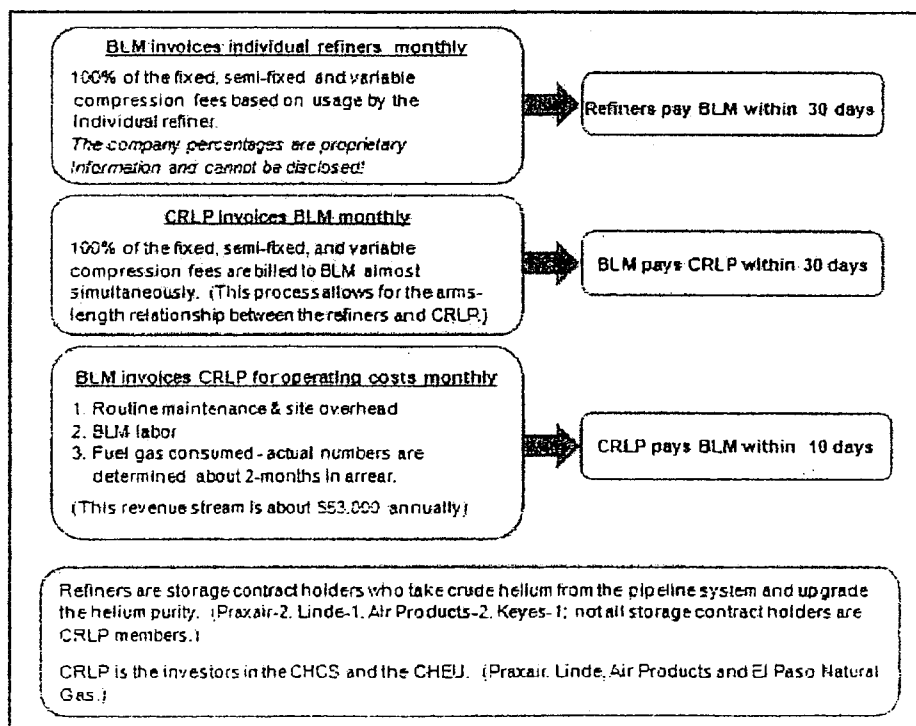 BLM invoices individual refiners monthly
100% of the fixed, semi-fixed and variable
compression fees based on usage by the
Individual refiner.
The company percentages are proprietary
Information and cannot be disclosed!
Refiners pay BLM within 30 days
CRLP invoices BLM monthly
100% of the fixed, semi-fixed, and variable
compression fees are billed to BLM almost
simultaneously. (This process allows for the arms-
length relationship between the refiners and CRLP.)
BLM pays CRLP within 30 days
BLM invoices CRLP for operating costs monthly
1. Routine maintenance & site overhead
2. BLM labor
3. Fuel gas consumed - actual numbers are
determined about 2-months in arrear.
(This revenue stream is about $53,000 annually)
CRLP pays BLM within 10 days
Refiners are storage contract holders who take crude helium from the pipeline system and upgrade
the helium purity. (Praxair-2, Linde-1, Air Products-2, Keyes-1; not all storage contract holders are
CRLP members.)
CRLP is the investors in the CHCS and the CHEU. (Praxair, Linde, Air Products and El Paso Natural
Gas.)